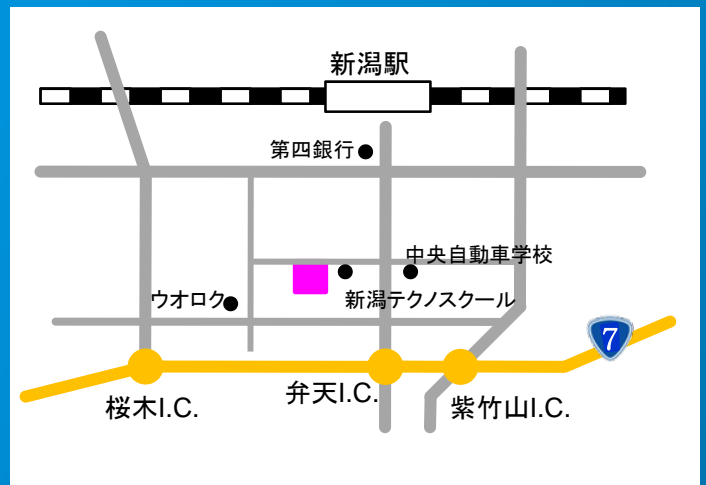 新潟駅
第四銀行
中央自動車学校
ウオロク
新潟テクノスクール
7
桜木I.C.
弁天I.C.
紫竹山I.C.